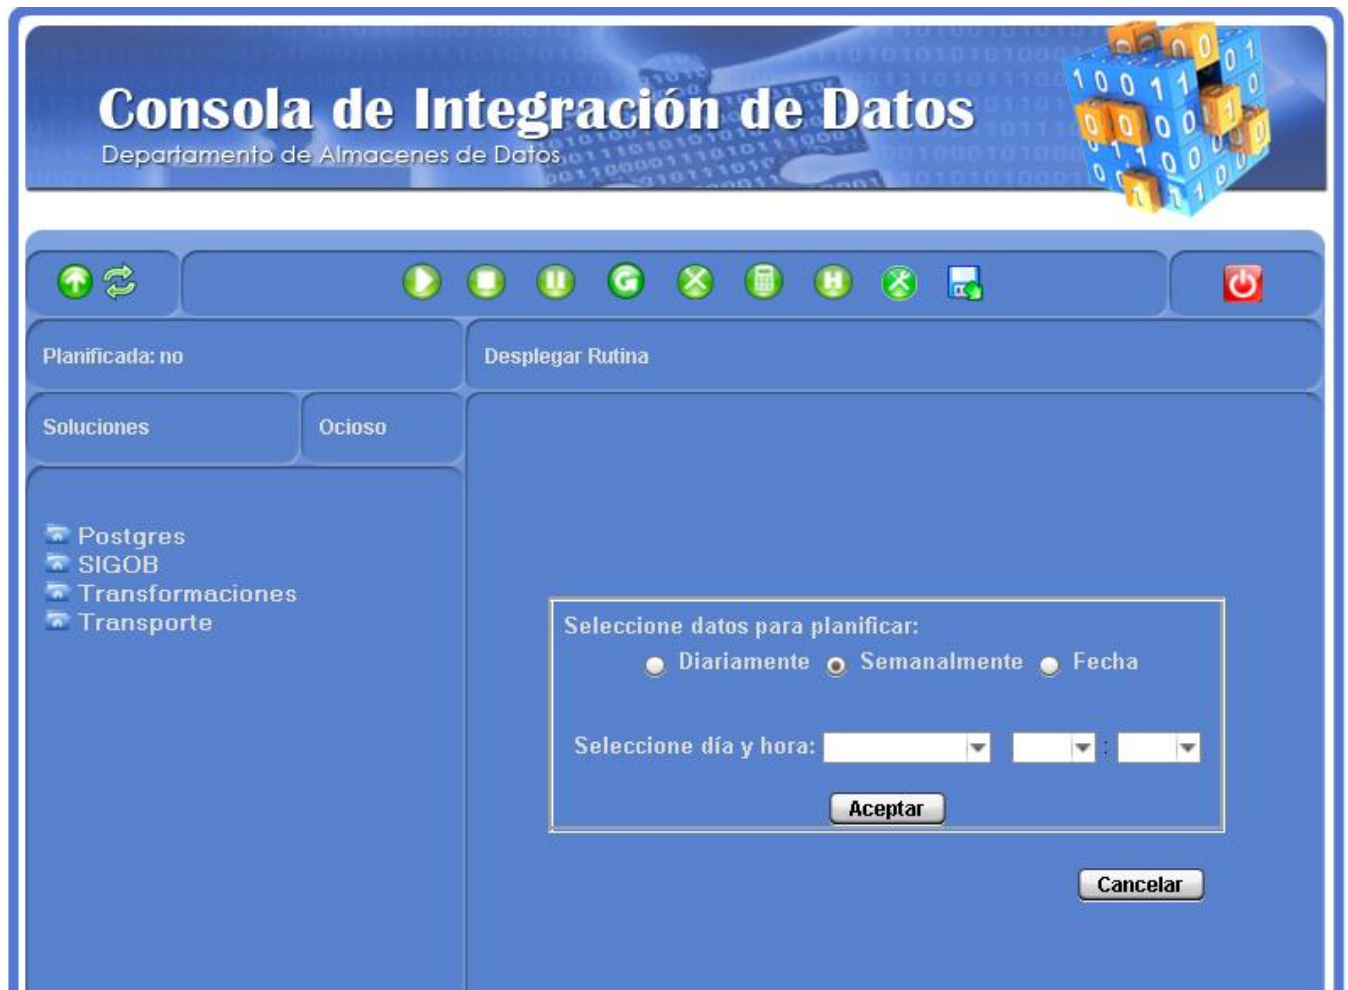 Consola de Integración de Datos
Departamento de Almacenes de Datos
Planificada: no
Desplegar Rutina
Soluciones
Ocioso
Postgres
SIGOB
Transformaciones
Transporte
Seleccione datos para planificar:
Diariamente Semanalmente Fecha
Seleccione día y hora: :
Aceptar
Cancelar